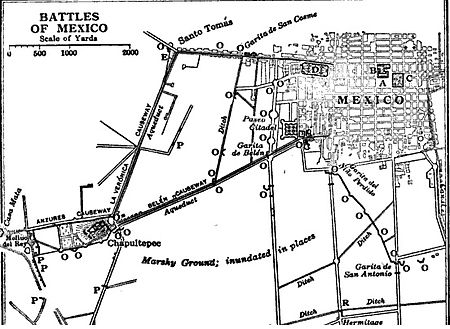 BATTLES
OF MEXICO
Scale of Yards
0 1000 2000
Santo Tomás
Garita de San Cosme
E
D
B
C
A
MEXICO
CAUSEWAY
Aqueduct
Ditch
Paseo
Citadel
Garita
de Belén
P
LA VERÓNICA
BELÉN CAUSEWAY
Aqueduct
Garita del
Niño Perdido
Casa Mata
ANZURES CAUSEWAY
Molino
del Rey
Chapultepec
P
P
Marshy Ground; inundated in places
Ditch
Garita de
San Antonio
Ditch
P
Ditch
R
Ditch
Hermitage